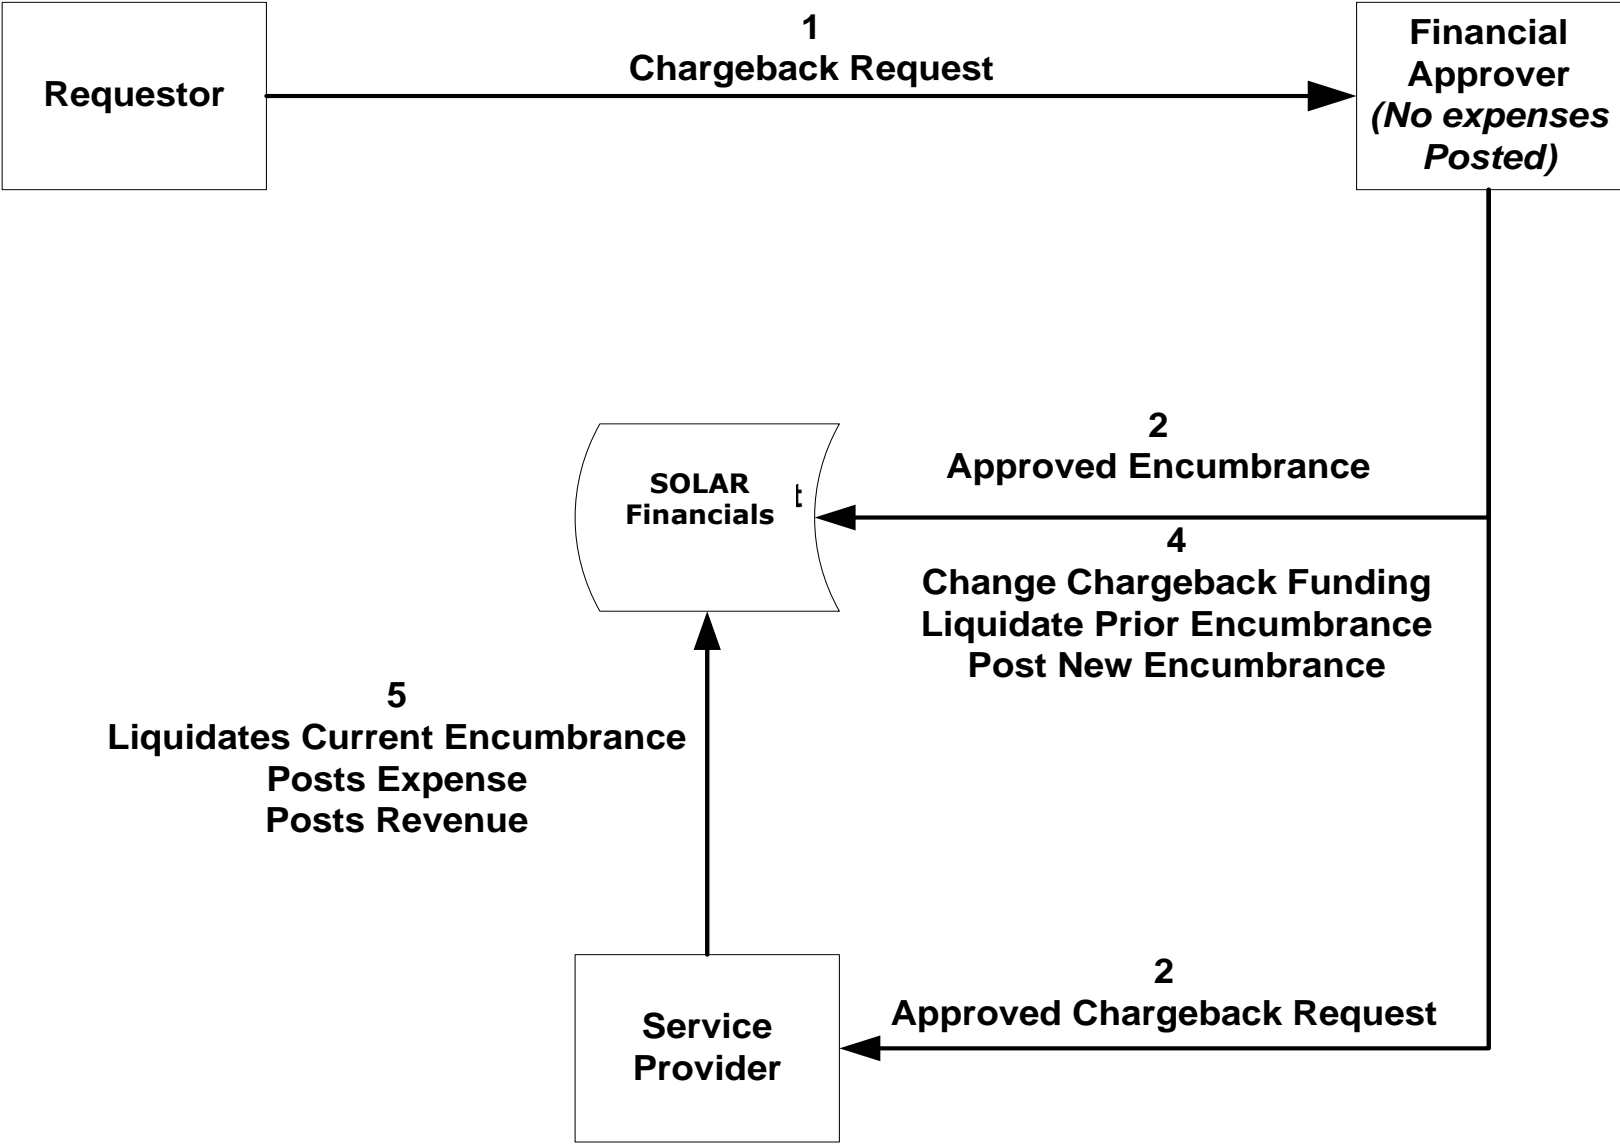 Requestor
1
Chargeback Request
Financial
Approver
(No expenses
Posted)
2
Approved Encumbrance
SOLAR
Financials
t
4
Change Chargeback Funding
Liquidate Prior Encumbrance
Post New Encumbrance
5
Liquidates Current Encumbrance
Posts Expense
Posts Revenue
2
Approved Chargeback Request
Service
Provider